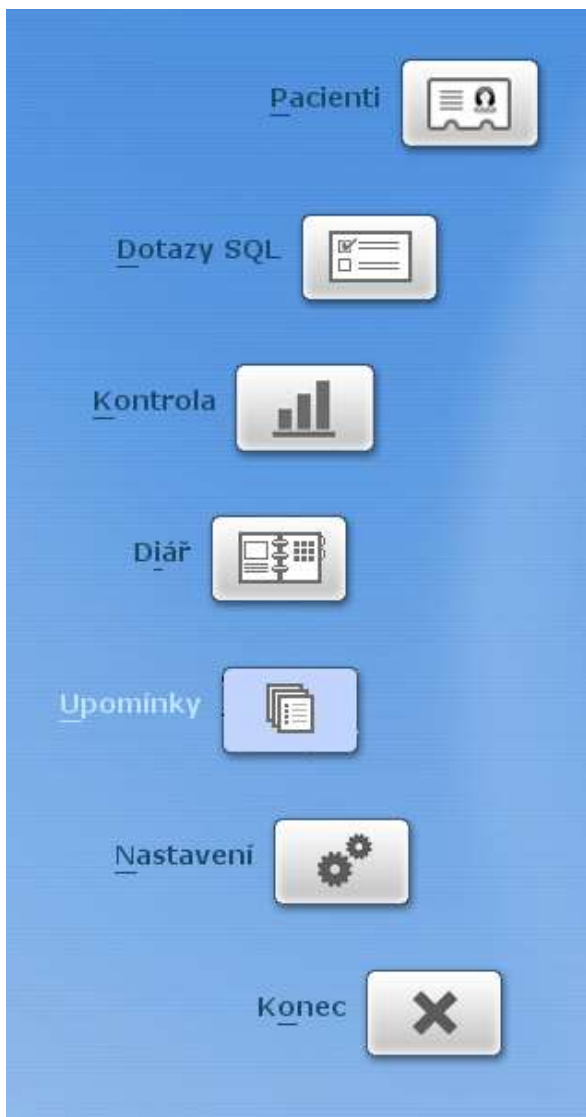 Pacienti
Dotazy SQL
Kontrola
Diář
Upomínky
Nastavení
Konec